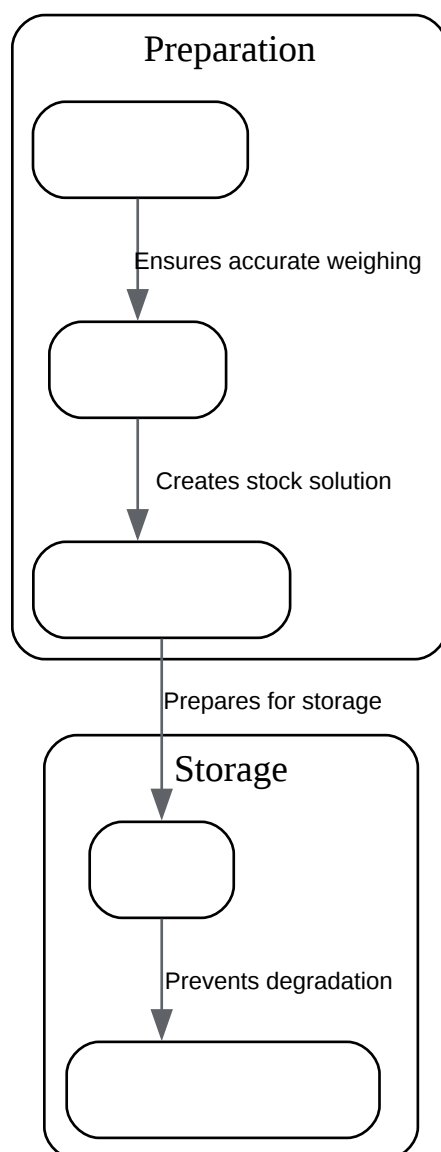 Preparation
Ensures accurate weighing
Creates stock solution
Prepares for storage
Storage
Prevents degradation